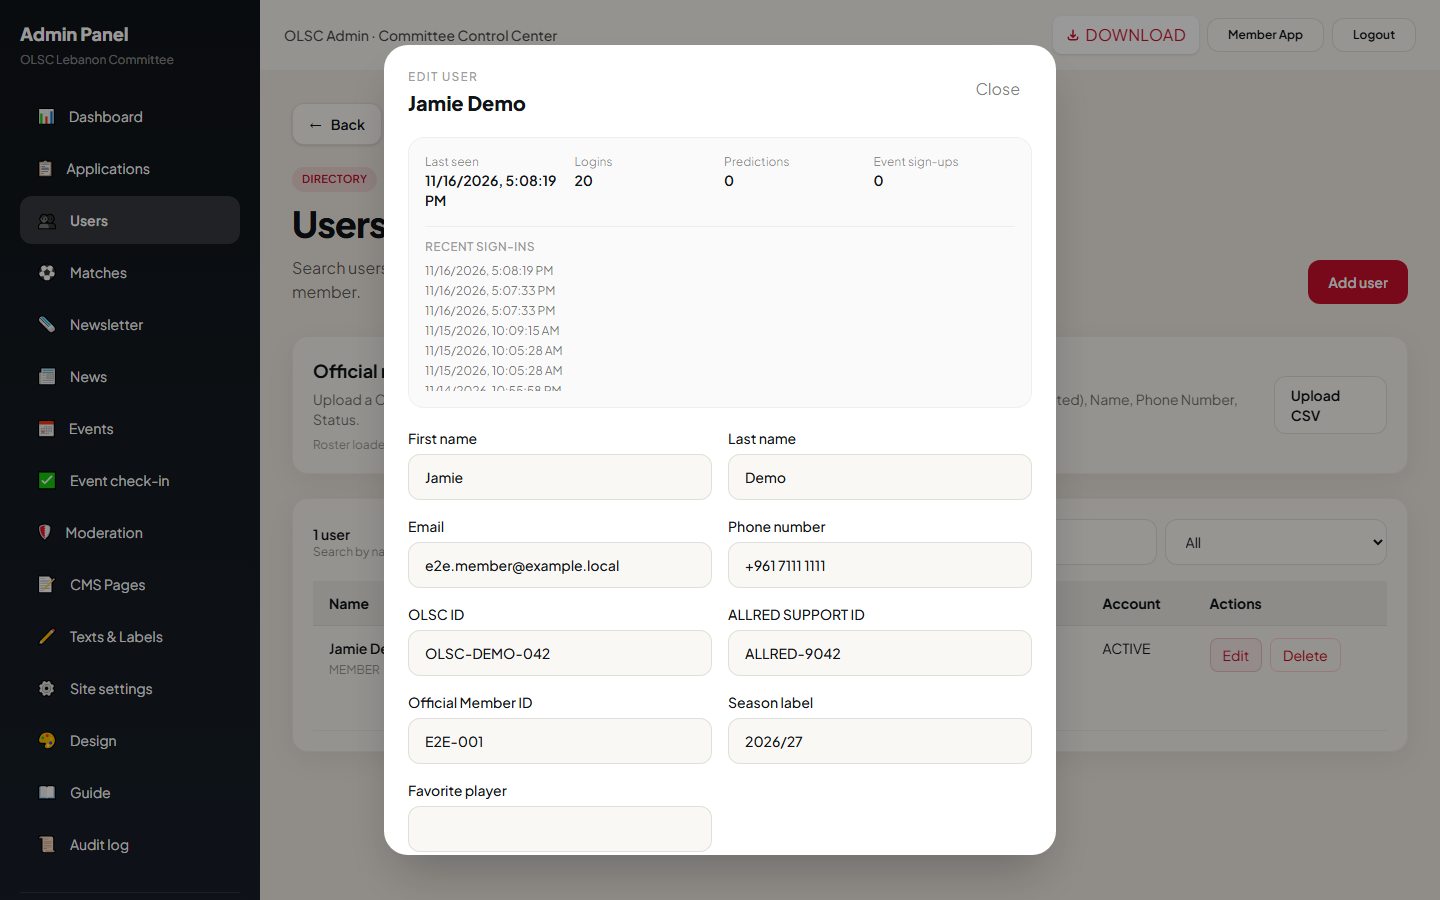 Admin Panel
OLSC Lebanon Committee
Dashboard
Applications
Users
Matches
Newsletter
News
Events
Event check-in
Moderation
CMS Pages
Texts & Labels
Site settings
Design
Guide
Audit log
OLSC Admin · Committee Control Center
DOWNLOAD
Member App
Logout
← Back
DIRECTORY
Users
Search users
member.
Add user
Official
Upload a C
ted), Name, Phone Number,
Status.
Roster loade
Upload
CSV
1 user
Search by na
All
Name
Account
Actions
Jamie De
MEMBER
ACTIVE
Edit
Delete
EDIT USER
Jamie Demo
Close
Last seen
11/16/2026, 5:08:19
PM
Logins
20
Predictions
0
Event sign-ups
0
RECENT SIGN-INS
11/16/2026, 5:08:19 PM
11/16/2026, 5:07:33 PM
11/16/2026, 5:07:33 PM
11/15/2026, 10:09:15 AM
11/15/2026, 10:05:28 AM
11/15/2026, 10:05:28 AM
11/14/2026, 10:55:58 PM
First name
Last name
Jamie
Demo
Email
Phone number
e2e.member@example.local
+961 7111 1111
OLSC ID
ALLRED SUPPORT ID
OLSC-DEMO-042
ALLRED-9042
Official Member ID
Season label
E2E-001
2026/27
Favorite player